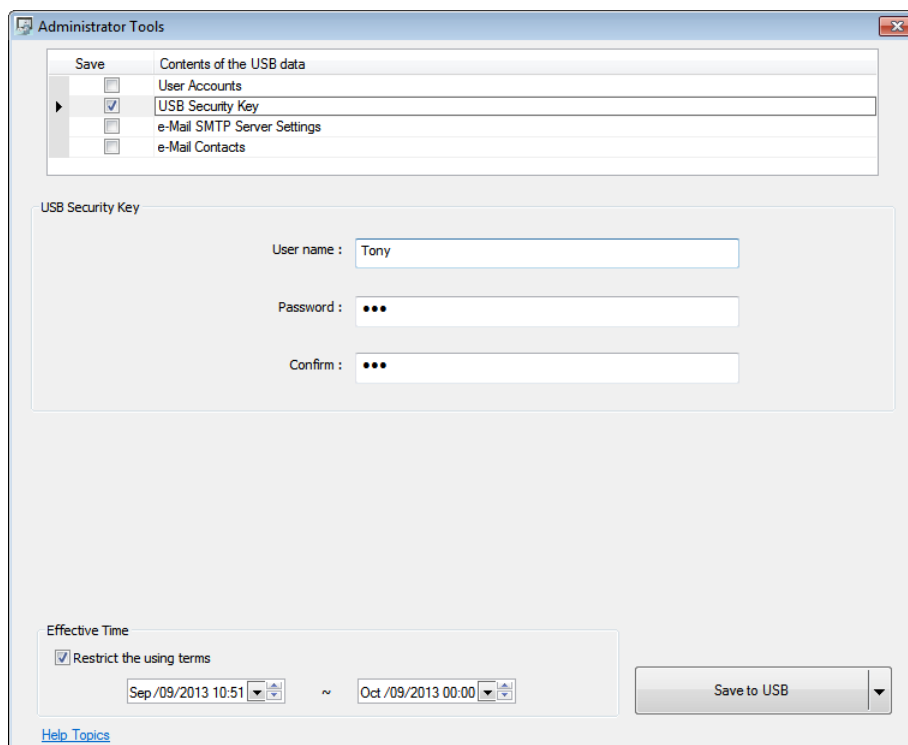 Administrator Tools
Save Contents of the USB data
User Accounts
USB Security Key
e-Mail SMTP Server Settings
e-Mail Contacts
USB Security Key
User name : Tony
Password : ●●●
Confirm : ●●●
Effective Time
Restrict the using terms
Sep /09/2013 10:51 ~ Oct /09/2013 00:00
Save to USB
Help Topics